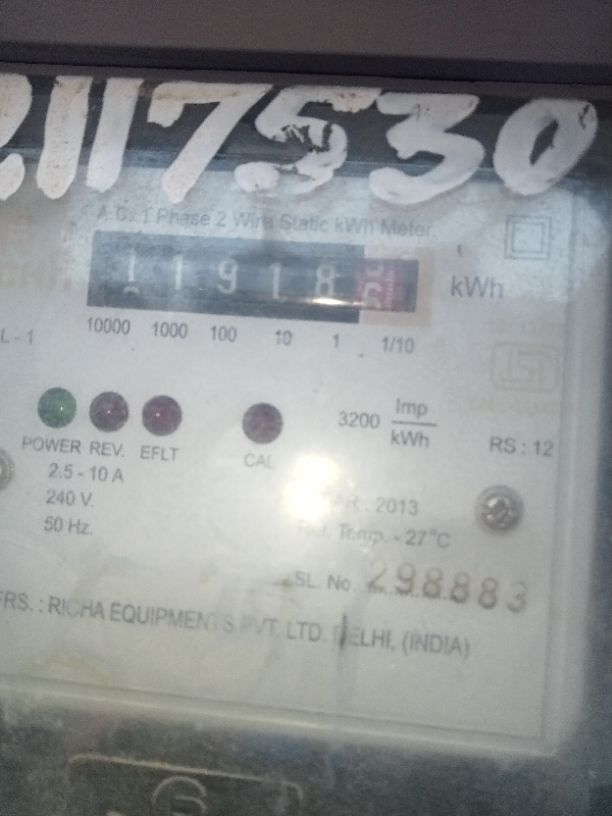 2117530
A.C. 1 Phase 2 Wire Static kWh Meter.
11918 kWh
L - 1 10000 1000 100 10 1 1/10
3200 Imp/kWh
POWER REV. EFLT CAL RS : 12
2.5 - 10 A
240 V.
50 Hz.
2013
Ref. Temp. - 27°C
SL. No. 298883
FRS. : RICHA EQUIPMENTS PVT. LTD. DELHI, (INDIA)